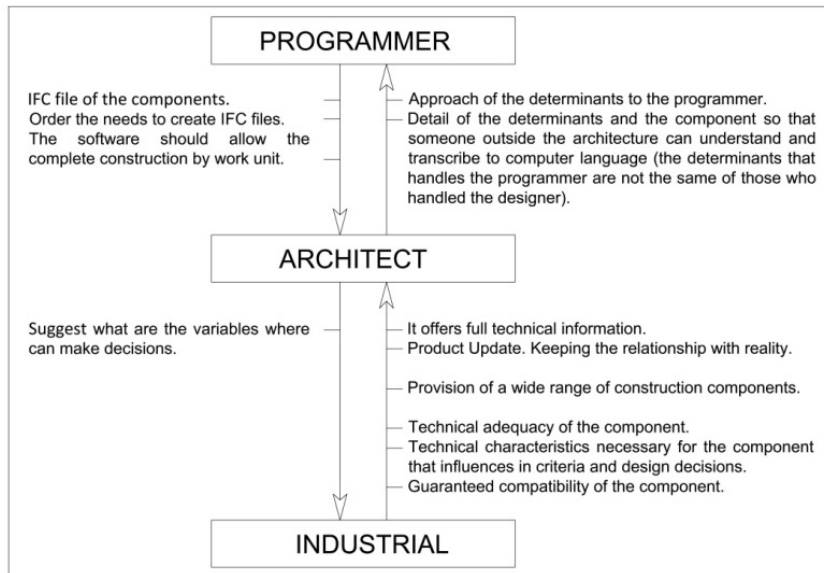 PROGRAMMER
IFC file of the components.
Order the needs to create IFC files.
The software should allow the
complete construction by work unit.
Approach of the determinants to the programmer.
Detail of the determinants and the component so that
someone outside the architecture can understand and
transcribe to computer language (the determinants that
handles the programmer are not the same of those who
handled the designer).
ARCHITECT
Suggest what are the variables where
can make decisions.
It offers full technical information.
Product Update. Keeping the relationship with reality.
Provision of a wide range of construction components.
Technical adequacy of the component.
Technical characteristics necessary for the component
that influences in criteria and design decisions.
Guaranteed compatibility of the component.
INDUSTRIAL